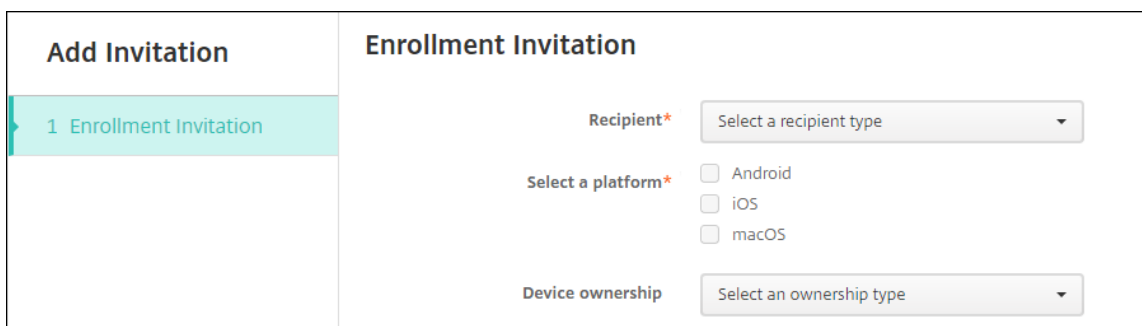 Add Invitation
1 Enrollment Invitation
Enrollment Invitation
Recipient* Select a recipient type
Select a platform* Android
iOS
macOS
Device ownership Select an ownership type